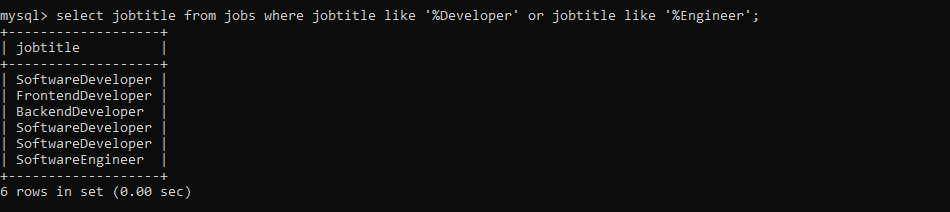 mysql> select jobtitle from jobs where jobtitle like '%Developer' or jobtitle like '%Engineer';
+-------------------+
| jobtitle          |
+-------------------+
| SoftwareDeveloper |
| FrontendDeveloper |
| BackendDeveloper  |
| SoftwareDeveloper |
| SoftwareDeveloper |
| SoftwareEngineer  |
+-------------------+
6 rows in set (0.00 sec)